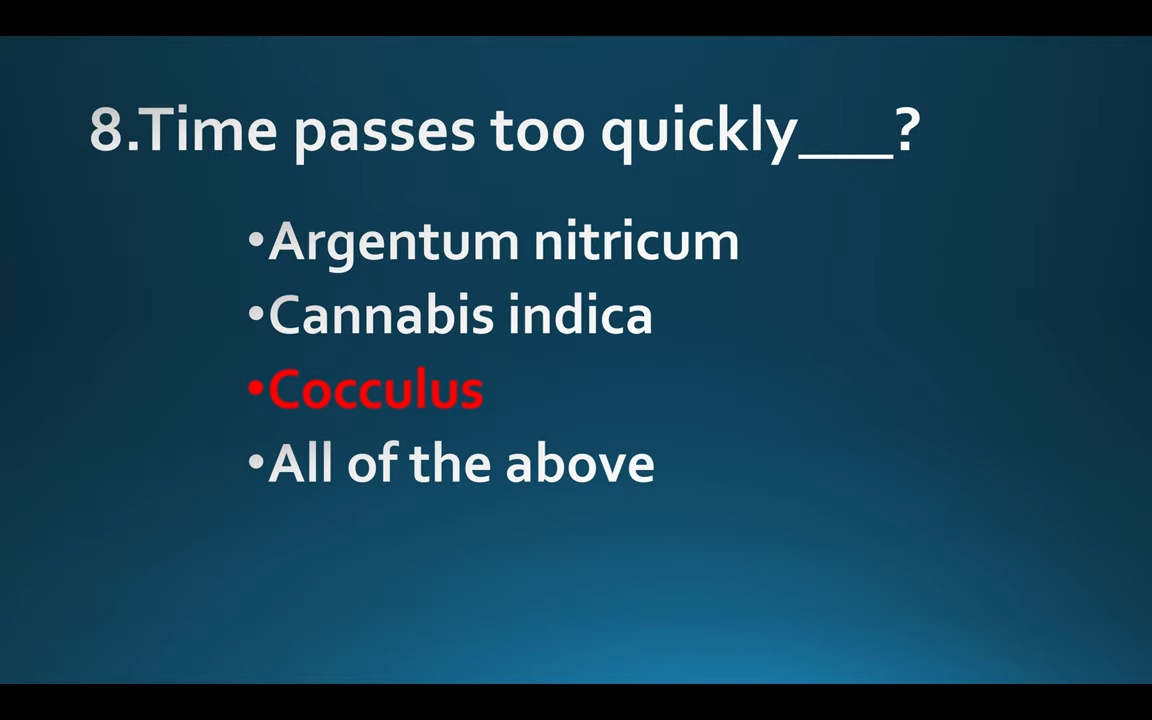 8.Time passes too quickly___?
•Argentum nitricum
•Cannabis indica
•Cocculus
•All of the above